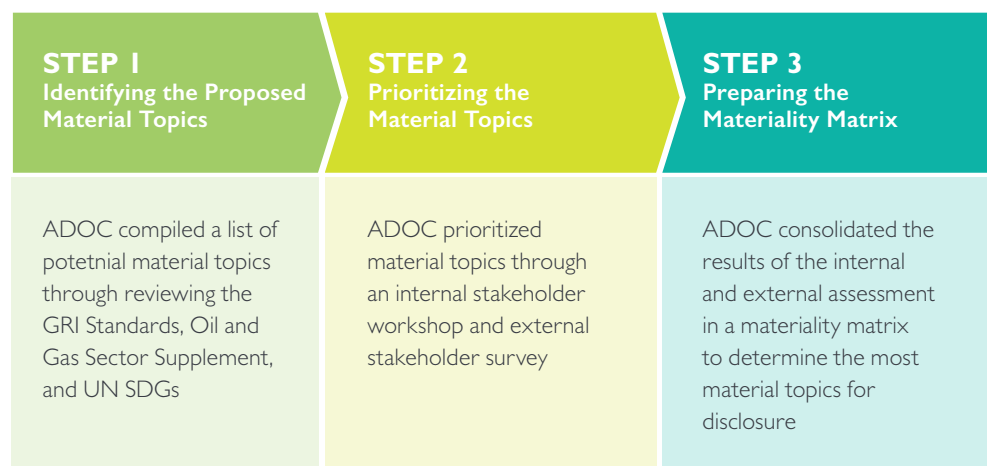 STEP 1
Identifying the Proposed
Material Topics
ADOC compiled a list of
potetnial material topics
through reviewing the
GRI Standards, Oil and
Gas Sector Supplement,
and UN SDGs
STEP 2
Prioritizing the
Material Topics
ADOC prioritized
material topics through
an internal stakeholder
workshop and external
stakeholder survey
STEP 3
Preparing the
Materiality Matrix
ADOC consolidated the
results of the internal
and external assessment
in a materiality matrix
to determine the most
material topics for
disclosure